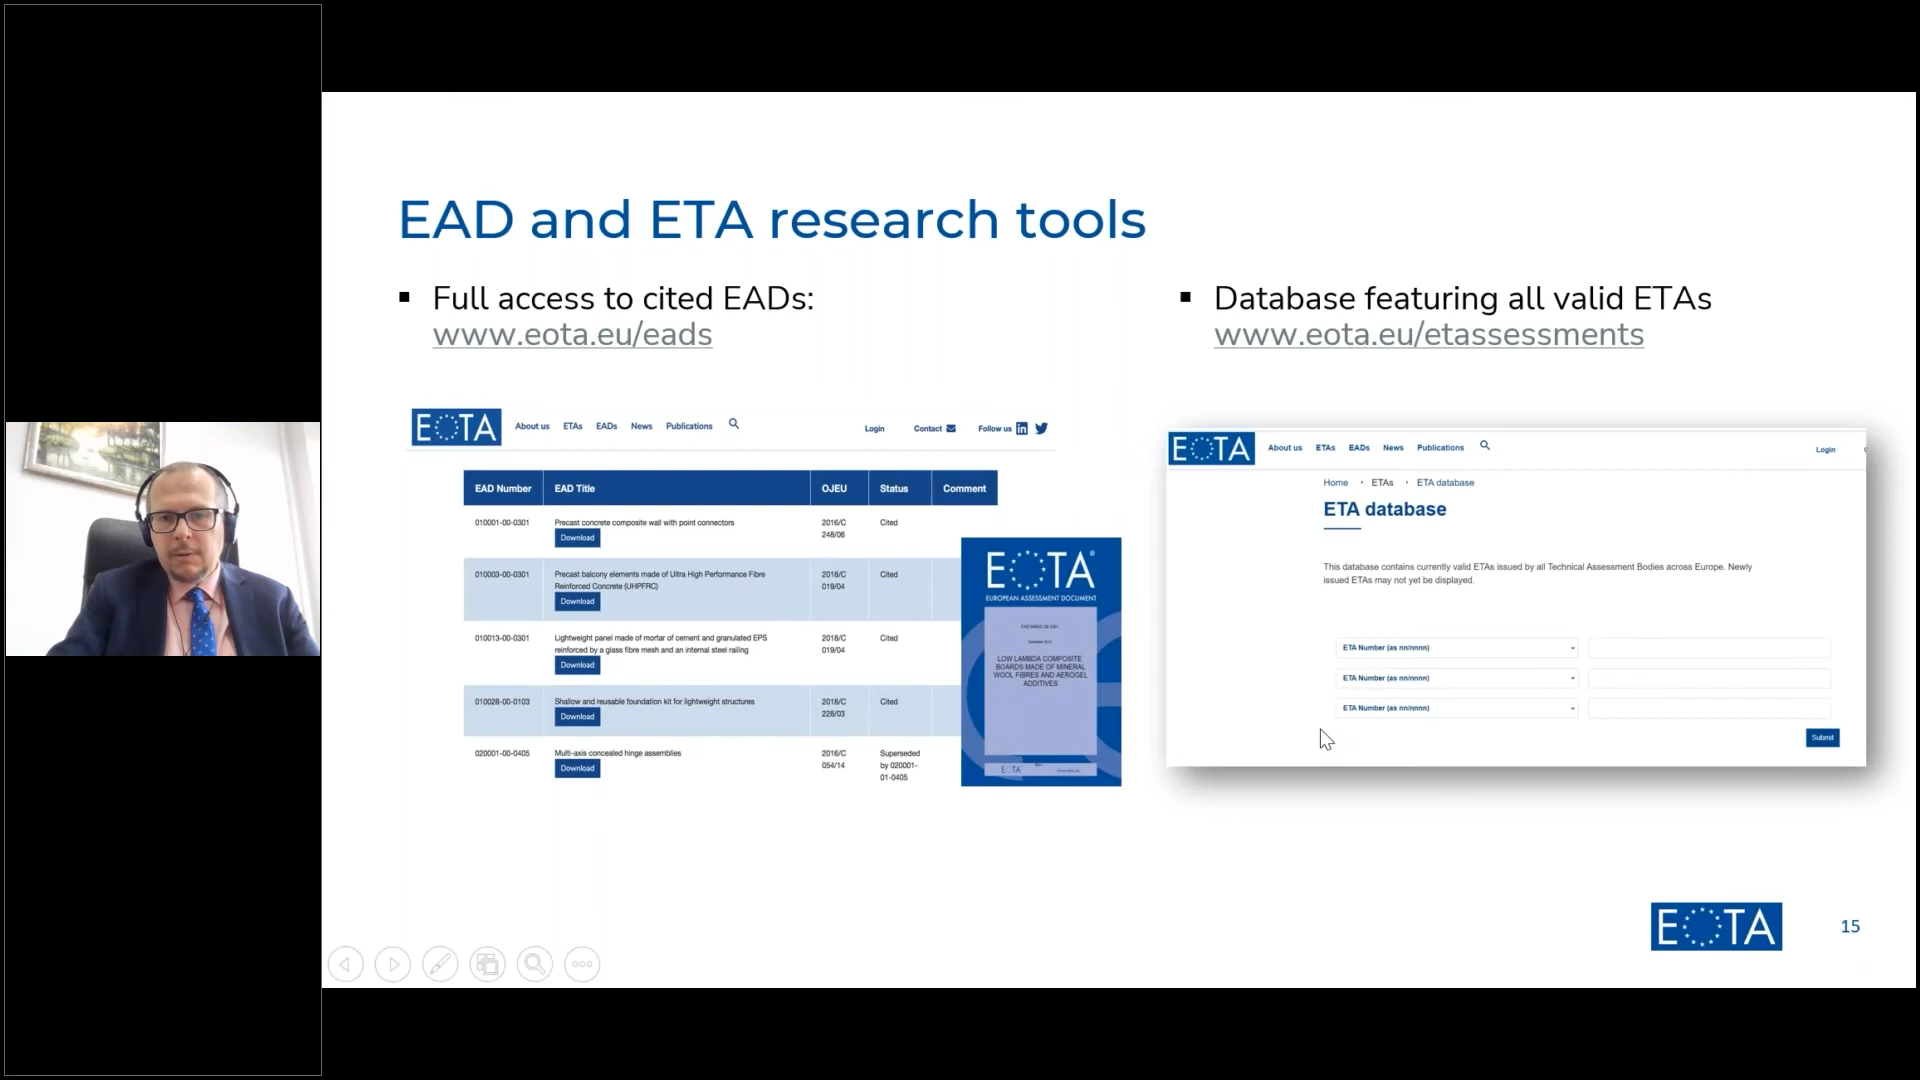 EAD and ETA research tools
▪ Full access to cited EADs:
www.eota.eu/eads
▪ Database featuring all valid ETAs
www.eota.eu/etassessments
EOTA
About us ETAs EADs News Publications
Login Contact Follow us
EAD Number EAD Title OJEU Status Comment
010001-00-0301 Precast concrete composite wall with point connectors 2016/C Cited
Download 248/06
010003-00-0301 Precast balcony elements made of Ultra High Performance Fibre 2018/C Cited
Reinforced Concrete (UHPFRC) 019/04
Download
010013-00-0301 Lightweight panel made of mortar of cement and granulated EPS 2018/C Cited
reinforced by a glass fibre mesh and an internal steel railing 019/04
Download
010028-00-0103 Shallow and reusable foundation kit for lightweight structures 2018/C Cited
Download 228/03
020001-00-0405 Multi-axis concealed hinge assemblies 2016/C Superseded
Download 054/14 by 020001-
01-0405
EOTA®
EUROPEAN ASSESSMENT DOCUMENT
LOW LAMBDA COMPOSITE
BOARDS MADE OF MINERAL
WOOL FIBRES AND AEROGEL
ADDITIVES
EOTA
EOTA
About us ETAs EADs News Publications
Login
Home › ETAs › ETA database
ETA database
This database contains currently valid ETAs issued by all Technical Assessment Bodies across Europe. Newly
issued ETAs may not yet be displayed.
ETA Number (as nn/nnnn)
ETA Number (as nn/nnnn)
ETA Number (as nn/nnnn)
Submit
EOTA
15